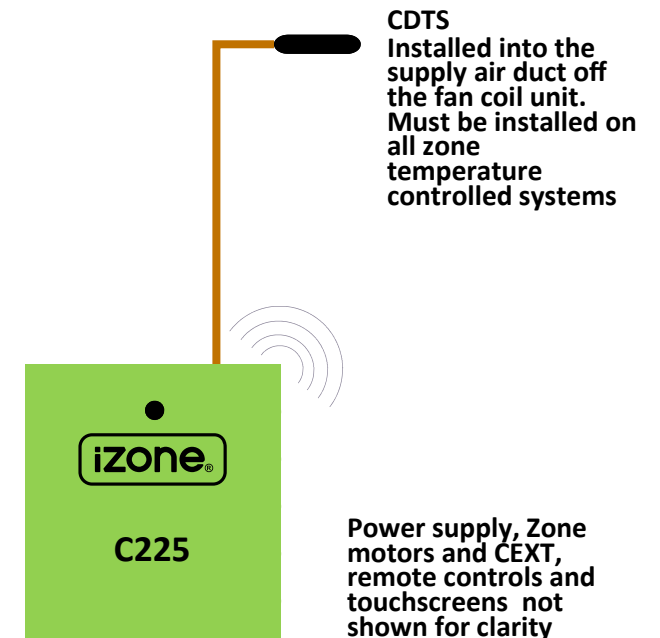 CDTS
Installed into the
supply air duct off
the fan coil unit.
Must be installed on
all zone
temperature
controlled systems
izone®
C225
Power supply, Zone
motors and CEXT,
remote controls and
touchscreens not
shown for clarity